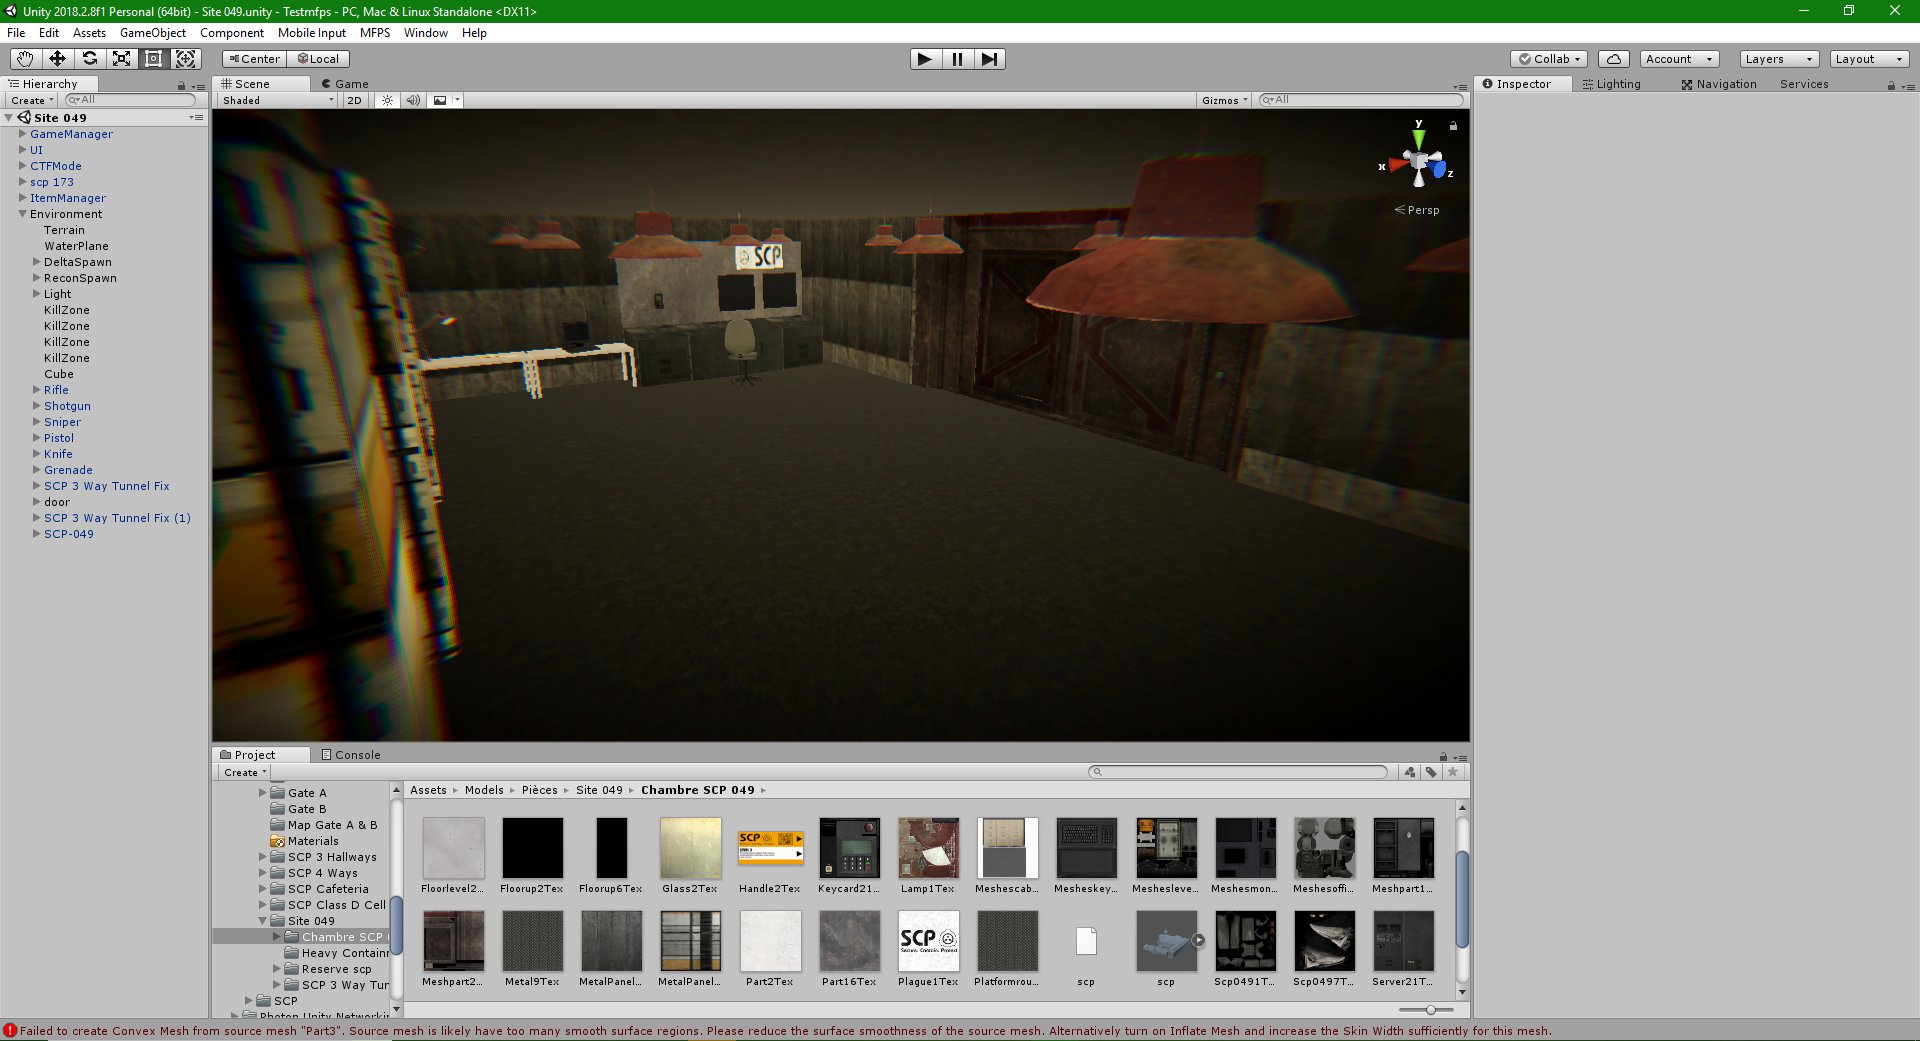 Unity 2018.2.8f1 Personal (64bit) - Site 049.unity - Testmfps - PC, Mac & Linux Standalone <DX11>
File Edit Assets GameObject Component Mobile Input MFPS Window Help
Center Local
Collab Account Layers Layout
Hierarchy
Create All
Site 049
GameManager
UI
CTFMode
scp 173
ItemManager
Environment
Terrain
WaterPlane
DeltaSpawn
ReconSpawn
Light
KillZone
KillZone
KillZone
KillZone
Cube
Rifle
Shotgun
Sniper
Pistol
Knife
Grenade
SCP 3 Way Tunnel Fix
door
SCP 3 Way Tunnel Fix (1)
SCP-049
Scene Game
Shaded 2D Gizmos All
SCP
y
x
z
Persp
Inspector Lighting Navigation Services
Project Console
Create
Gate A
Gate B
Map Gate A & B
Materials
SCP 3 Hallways
SCP 4 Ways
SCP Cafeteria
SCP Class D Cell
Site 049
Chambre SCP
Heavy Contain
Reserve scp
SCP 3 Way Tur
SCP
Photon Unity Networki
Assets Models Pièces Site 049 Chambre SCP 049
SCP
Floorlevel2... Floorup2Tex Floorup6Tex Glass2Tex Handle2Tex Keycard21... Lamp1Tex Meshescab... Mesheskey... Meshesleve... Meshesmon... Meshesoffi... Meshpart1...
SCP
Secure. Contain. Protect
Meshpart2... Metal9Tex MetalPanel... MetalPanel... Part2Tex Part16Tex Plague1Tex Platformrou... scp scp Scp0491T... Scp0497T... Server21T...
Failed to create Convex Mesh from source mesh "Part3". Source mesh is likely have too many smooth surface regions. Please reduce the surface smoothness of the source mesh. Alternatively turn on Inflate Mesh and increase the Skin Width sufficiently for this mesh.